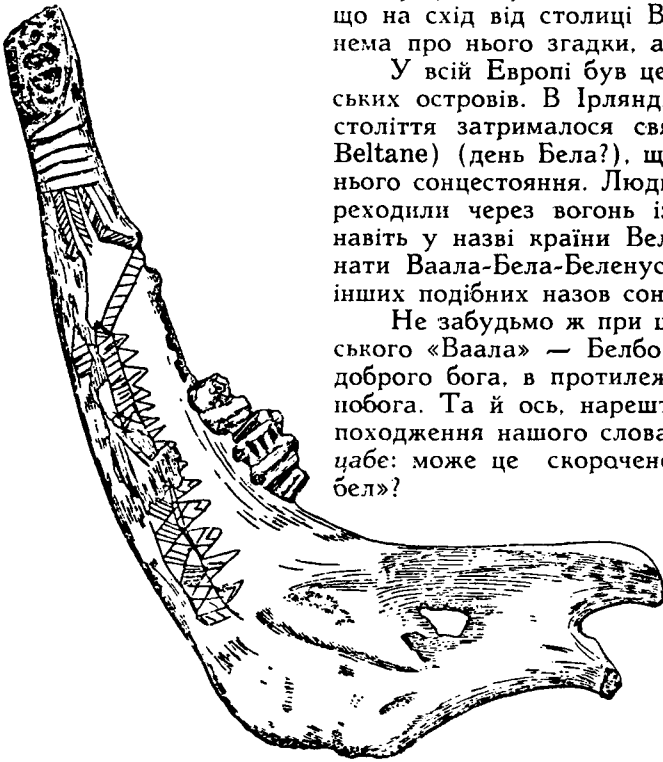 що на схід від столиці В
нема про нього згадки, а
У всій Европі був це
ських островів. В Ірлянд
століття затрималося свя
Beltane) (день Бела?), щ
нього сонцестояння. Люди
реходили через вогонь із
навіть у назві країни Вел
нати Ваала-Бела-Беленус
інших подібних назов сон
Не забудьмо ж при ц
ського «Ваала» — Белбо
доброго бога, в протилеж
нобога. Та й ось, нарешт
походження нашого слова
цабе: може це скорочен
бел»?